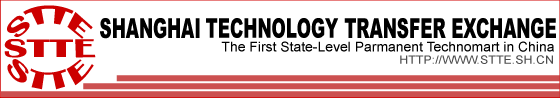 STTE
STTE
STTE
SHANGHAI TECHNOLOGY TRANSFER EXCHANGE
The First State-Level Parmanent Technomart in China
HTTP://WWW.STTE.SH.CN